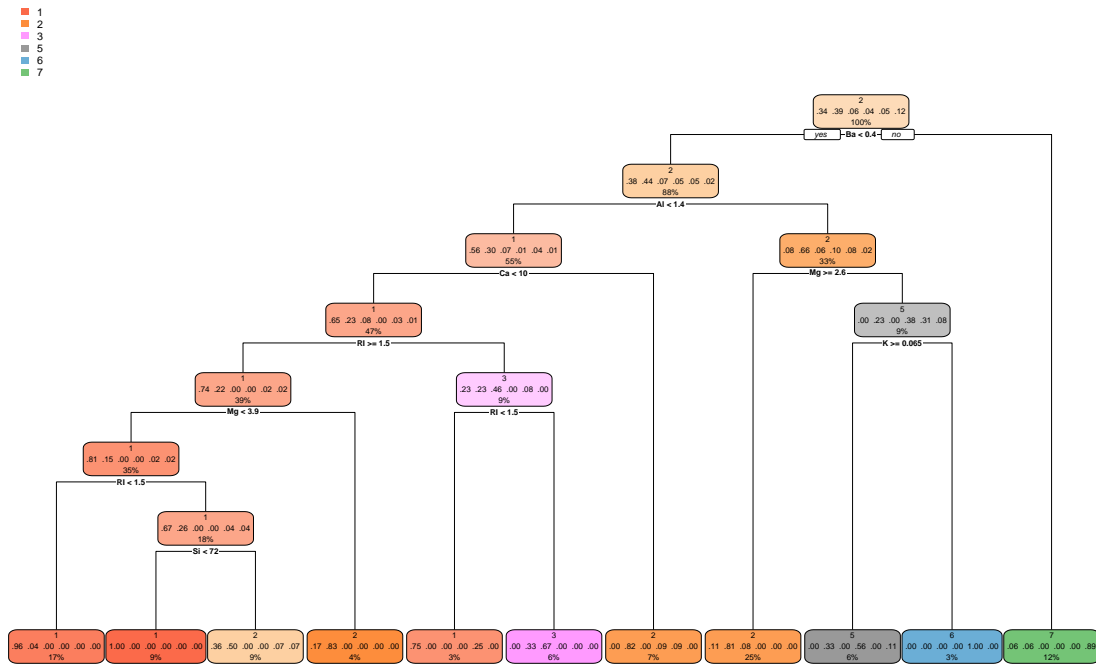 1
2
3
5
6
7
2
.34 .39 .06 .04 .05 .12
100%
yes Ba < 0.4 no
2
.38 .44 .07 .05 .05 .02
88%
Al < 1.4
1
.56 .30 .07 .01 .04 .01
55%
Ca < 10
2
.08 .66 .06 .10 .08 .02
33%
Mg >= 2.6
1
.65 .23 .08 .00 .03 .01
47%
RI >= 1.5
5
.00 .23 .00 .38 .31 .08
9%
K >= 0.065
1
.74 .22 .00 .00 .02 .02
39%
Mg < 3.9
3
.23 .23 .46 .00 .08 .00
9%
RI < 1.5
1
.81 .15 .00 .00 .02 .02
35%
RI < 1.5
1
.67 .26 .00 .00 .04 .04
18%
Si < 72
1
.96 .04 .00 .00 .00 .00
17%
1
1.00 .00 .00 .00 .00 .00
9%
2
.36 .50 .00 .00 .07 .07
9%
2
.17 .83 .00 .00 .00 .00
4%
1
.75 .00 .00 .00 .25 .00
3%
3
.00 .33 .67 .00 .00 .00
6%
2
.00 .82 .00 .09 .09 .00
7%
2
.11 .81 .08 .00 .00 .00
25%
5
.00 .33 .00 .56 .00 .11
6%
6
.00 .00 .00 .00 1.00 .00
3%
7
.06 .06 .00 .00 .00 .89
12%